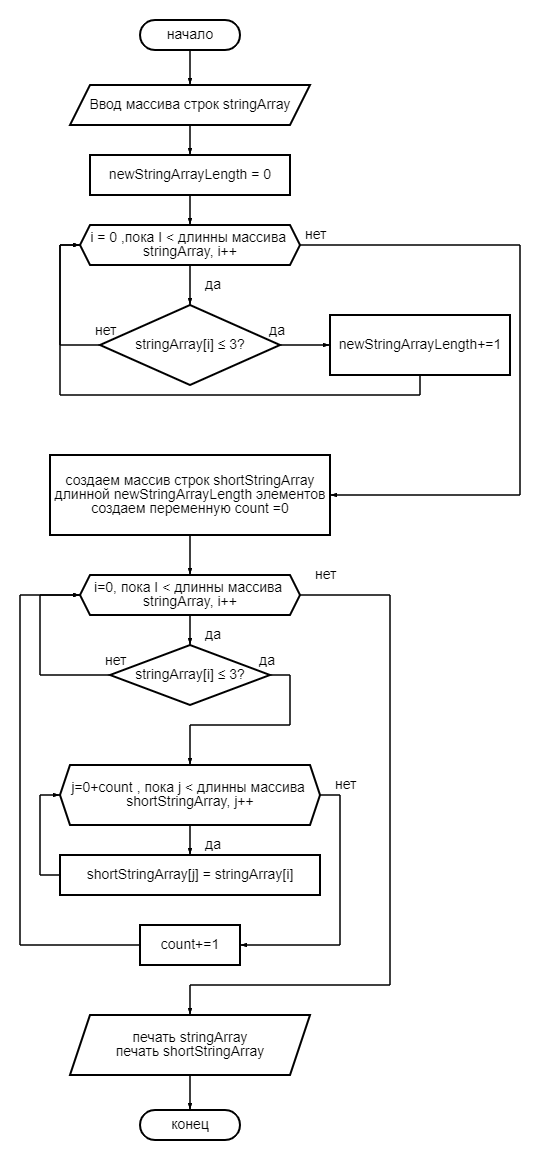 начало
Ввод массива строк stringArray
newStringArrayLength = 0
i = 0 ,пока I < длинны массива
stringArray, i++
нет
да
нет
stringArray[i] ≤ 3?
да
newStringArrayLength+=1
создаем массив строк shortStringArray
длинной newStringArrayLength элементов
создаем переменную count =0
i=0, пока I < длинны массива
stringArray, i++
нет
да
нет
stringArray[i] ≤ 3?
да
j=0+count , пока j < длинны массива
shortStringArray, j++
нет
да
shortStringArray[j] = stringArray[i]
count+=1
печать stringArray
печать shortStringArray
конец